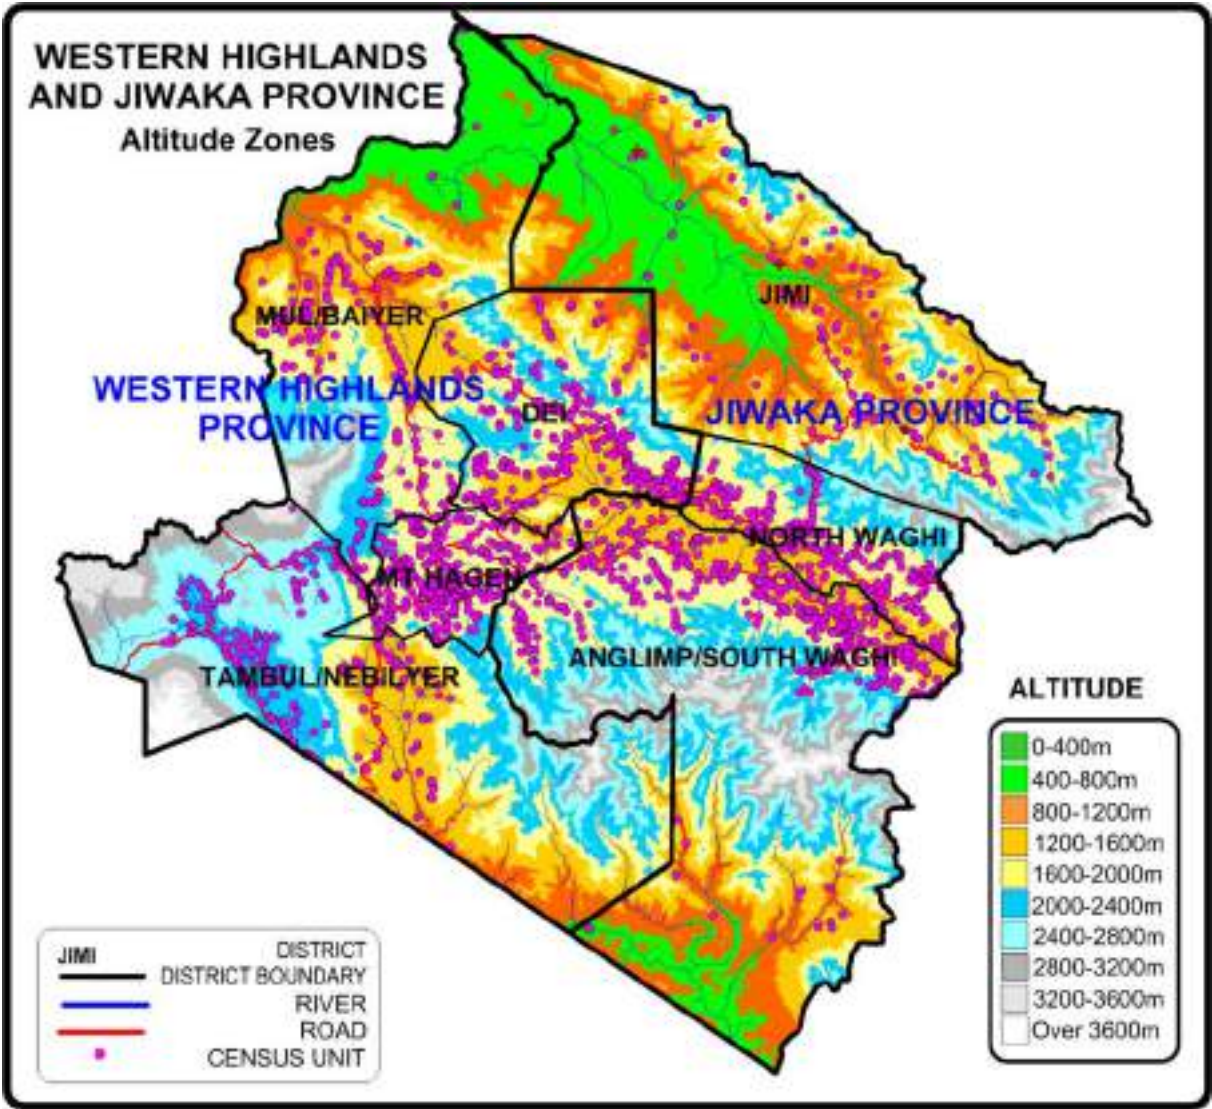 WESTERN HIGHLANDS
AND JIWAKA PROVINCE
Altitude Zones
JIMI
MUL/BAIYER
WESTERN HIGHLANDS
PROVINCE
DEI
JIWAKA PROVINCE
NORTH WAGHI
MT HAGEN
ANGLIMP/SOUTH WAGHI
TAMBUL/NEBILYER
ALTITUDE
0-400m
400-800m
800-1200m
1200-1600m
1600-2000m
2000-2400m
2400-2800m
2800-3200m
3200-3600m
Over 3600m
JIMI DISTRICT
DISTRICT BOUNDARY
RIVER
ROAD
CENSUS UNIT